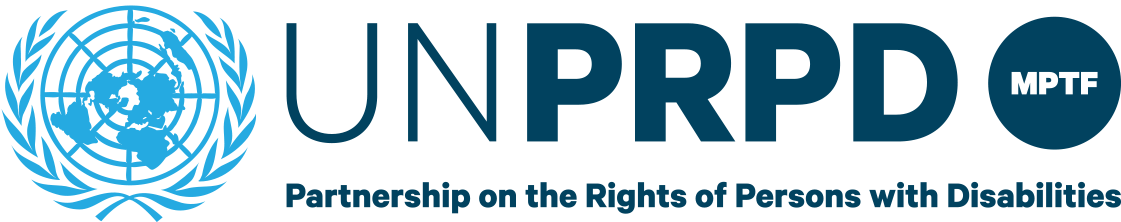 UNPRPD MPTF
Partnership on the Rights of Persons with Disabilities